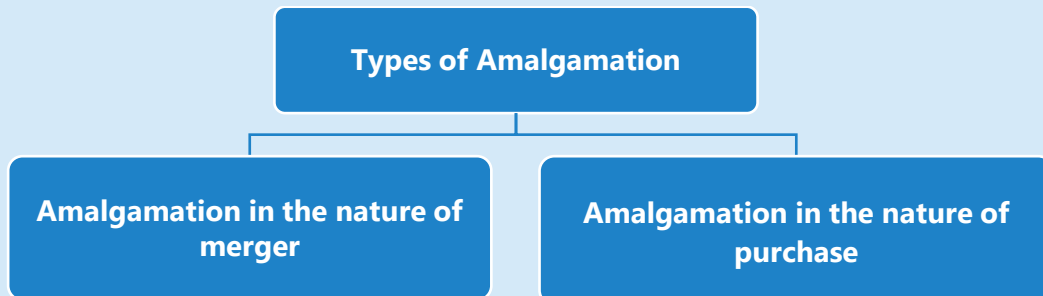 Types of Amalgamation
Amalgamation in the nature of
merger
Amalgamation in the nature of
purchase